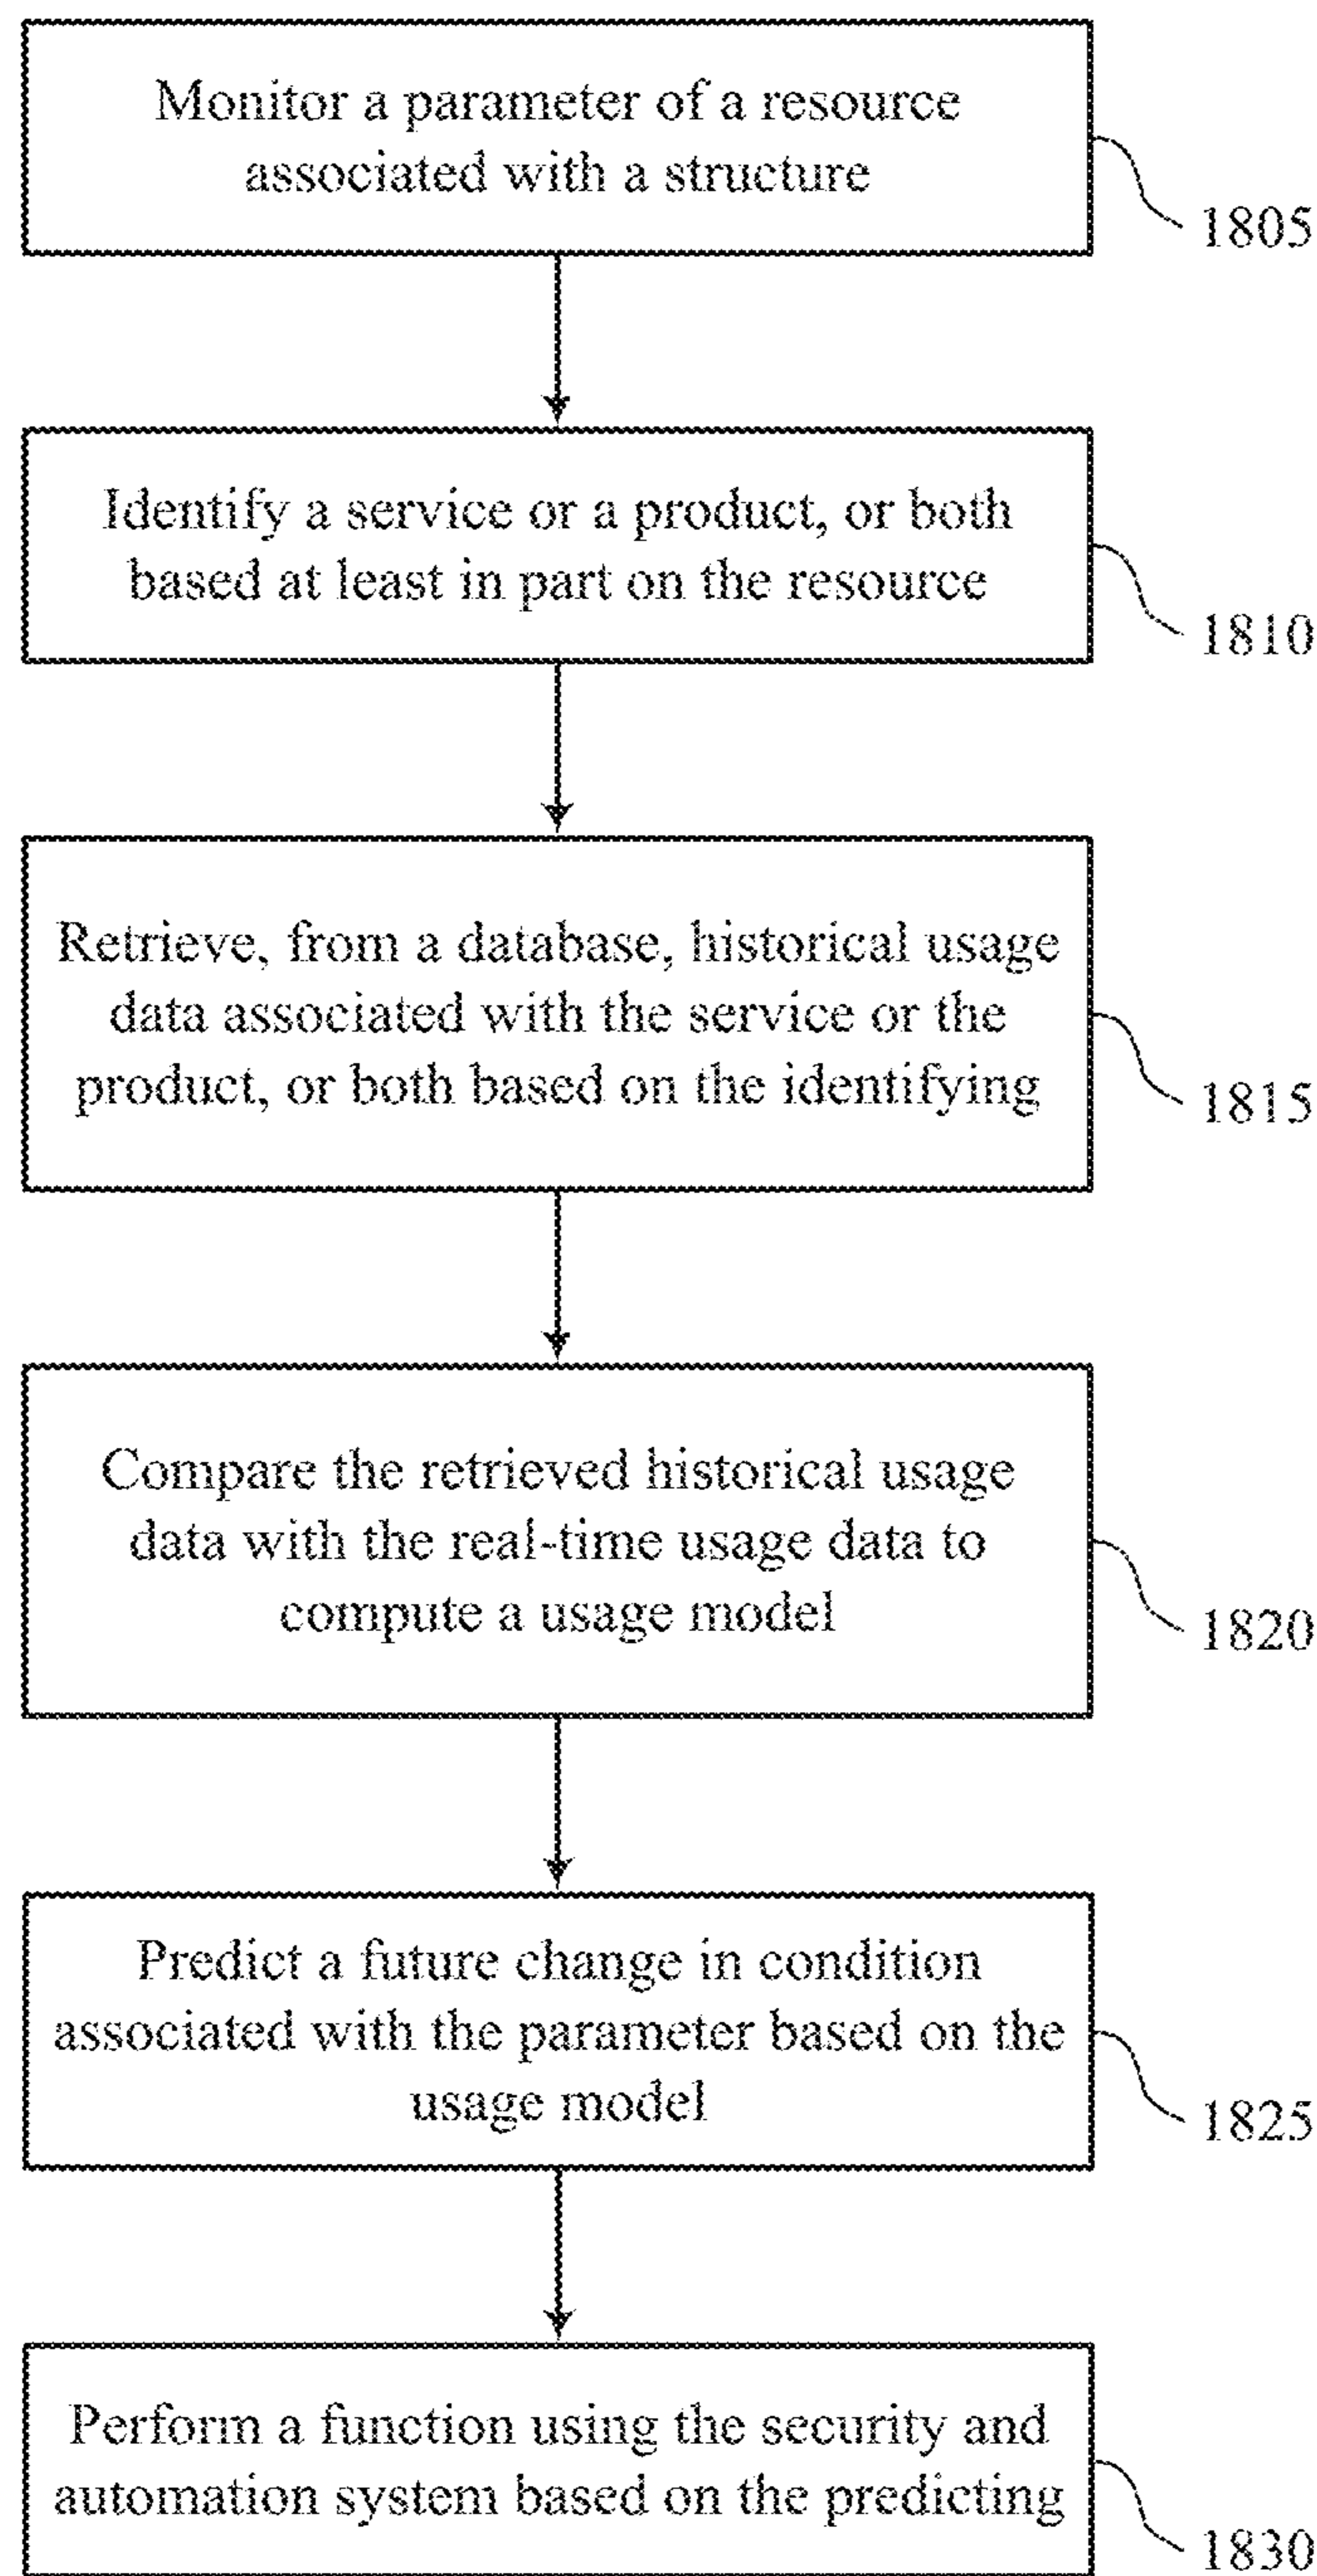 Monitor a parameter of a resource
associated with a structure
1805
Identify a service or a product, or both
based at least in part on the resource
1810
Retrieve, from a database, historical usage
data associated with the service or the
product, or both based on the identifying
1815
Compare the retrieved historical usage
data with the real-time usage data to
compute a usage model
1820
Predict a future change in condition
associated with the parameter based on the
usage model
1825
Perform a function using the security and
automation system based on the predicting
1830